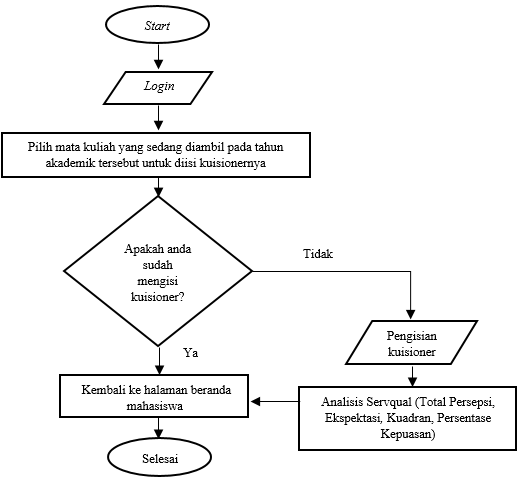 Start
Login
Pilih mata kuliah yang sedang diambil pada tahun
akademik tersebut untuk diisi kuisionernya
Apakah anda
sudah
mengisi
kuisioner?
Tidak
Pengisian
kuisioner
Ya
Kembali ke halaman beranda
mahasiswa
Analisis Servqual (Total Persepsi,
Ekspektasi, Kuadran, Persentase
Kepuasan)
Selesai